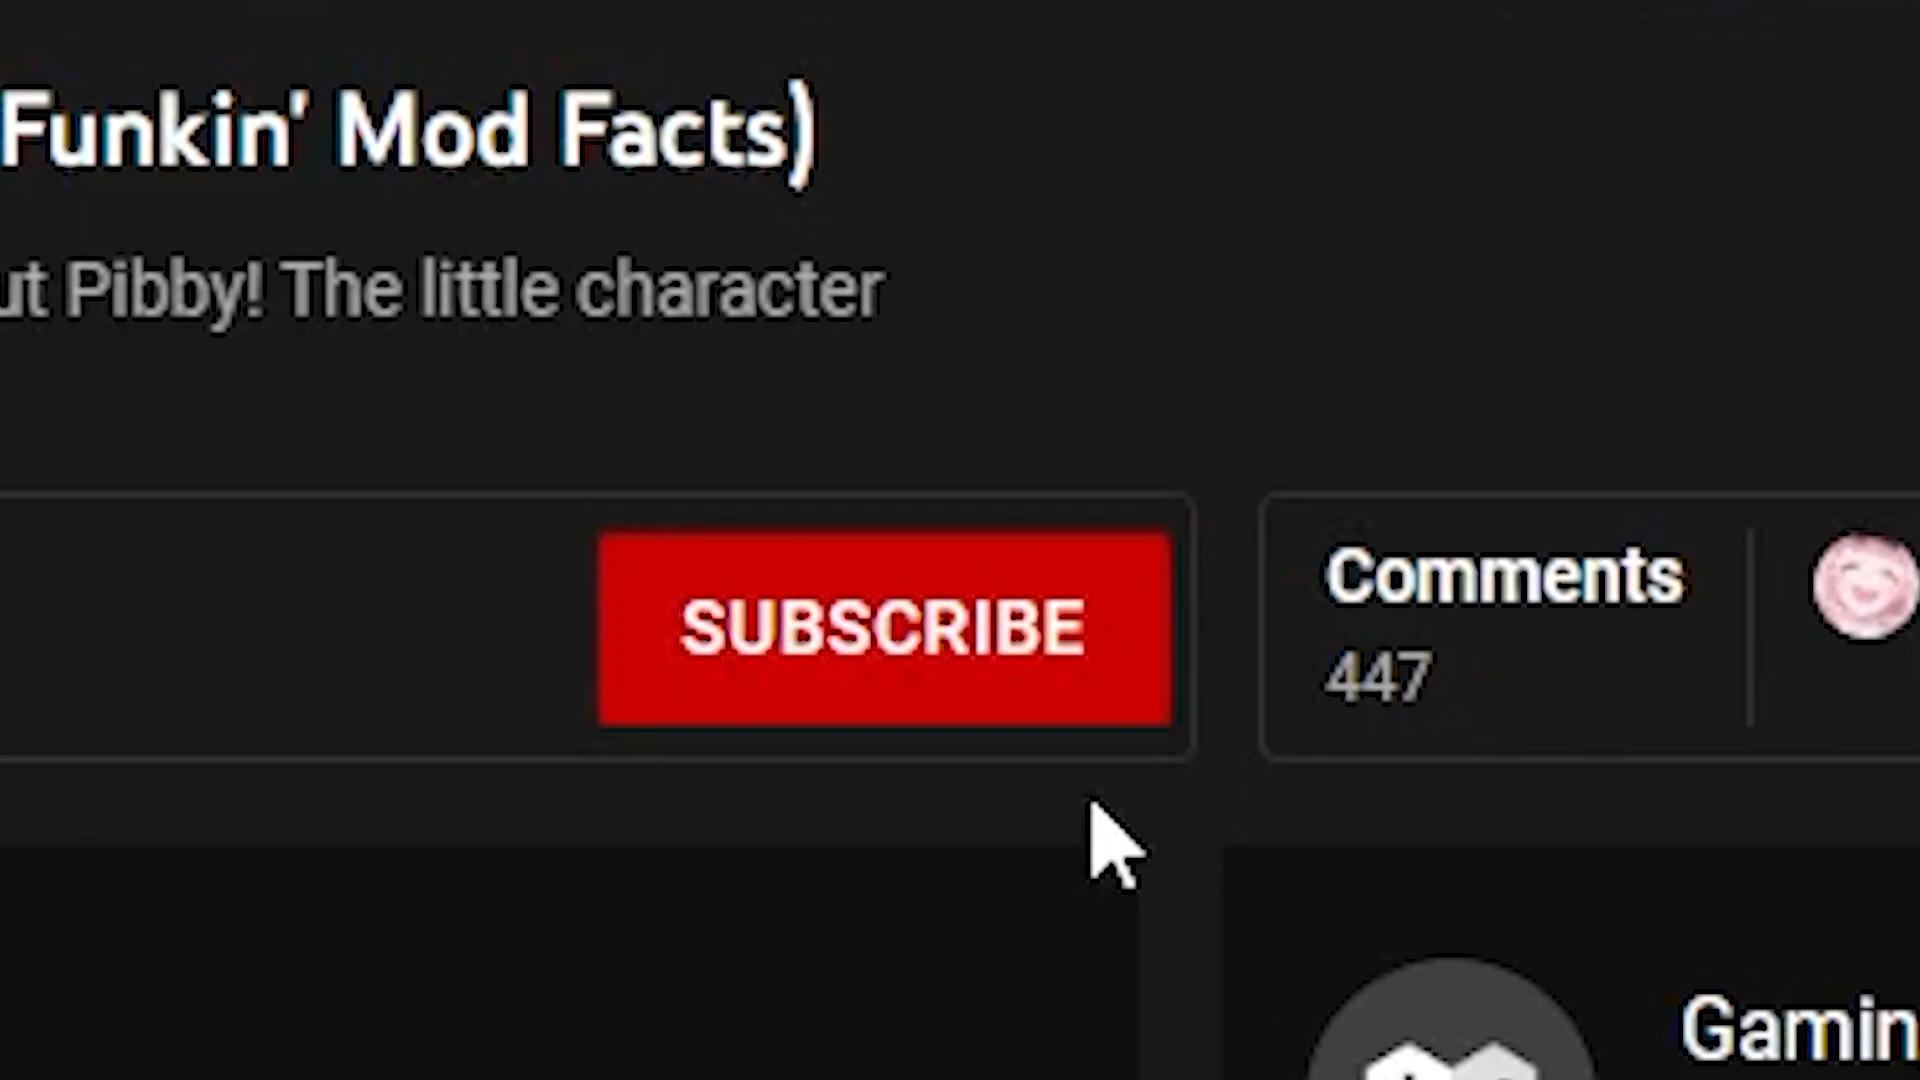 Funkin' Mod Facts)
ut Pibby! The little character
SUBSCRIBE
Comments
447
Gamin